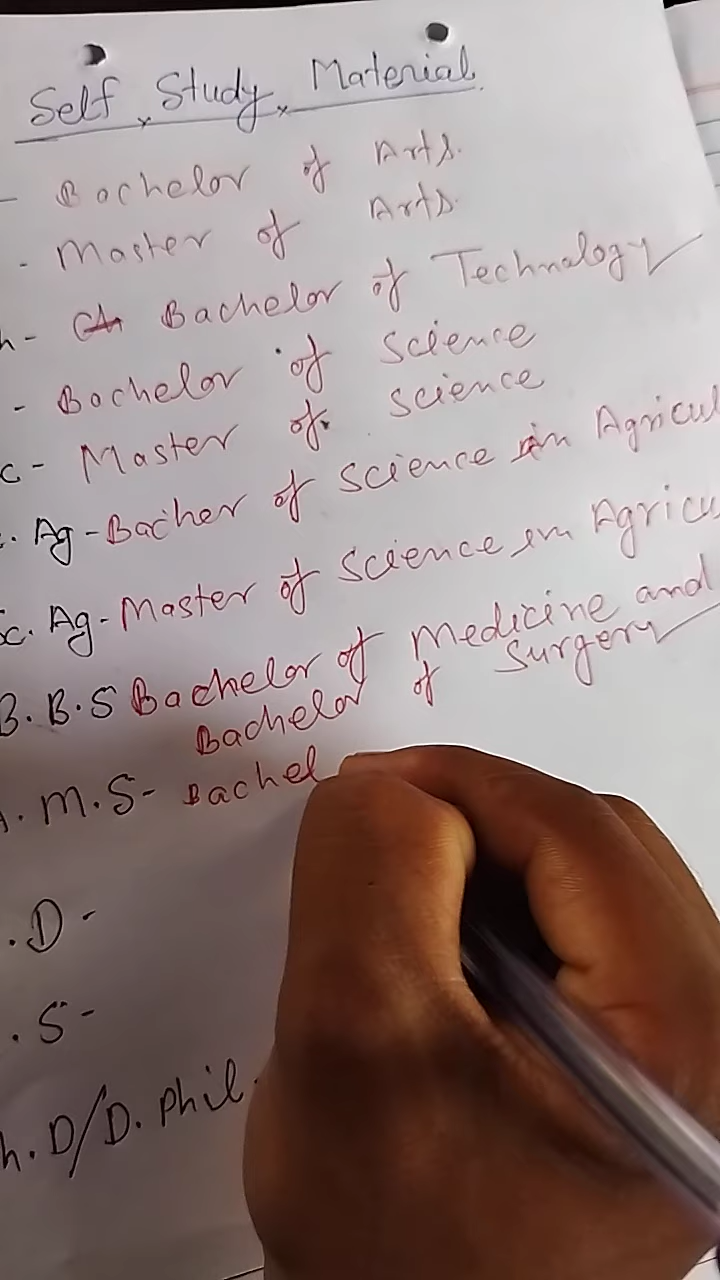 Self Study Material
- Bachelor of Arts.
- Master of Arts
h- Bachelor of Technology
- Bachelor of Science
c- Master of Science
. Ag-Bacher of Science in Agricul
c. Ag-Master of Science in Agricu
B.B.S Bachelor of Medicine and
Bachelor of Surgery
A.M.S- Bachel
.D-
.S-
h.D/D.Phil.